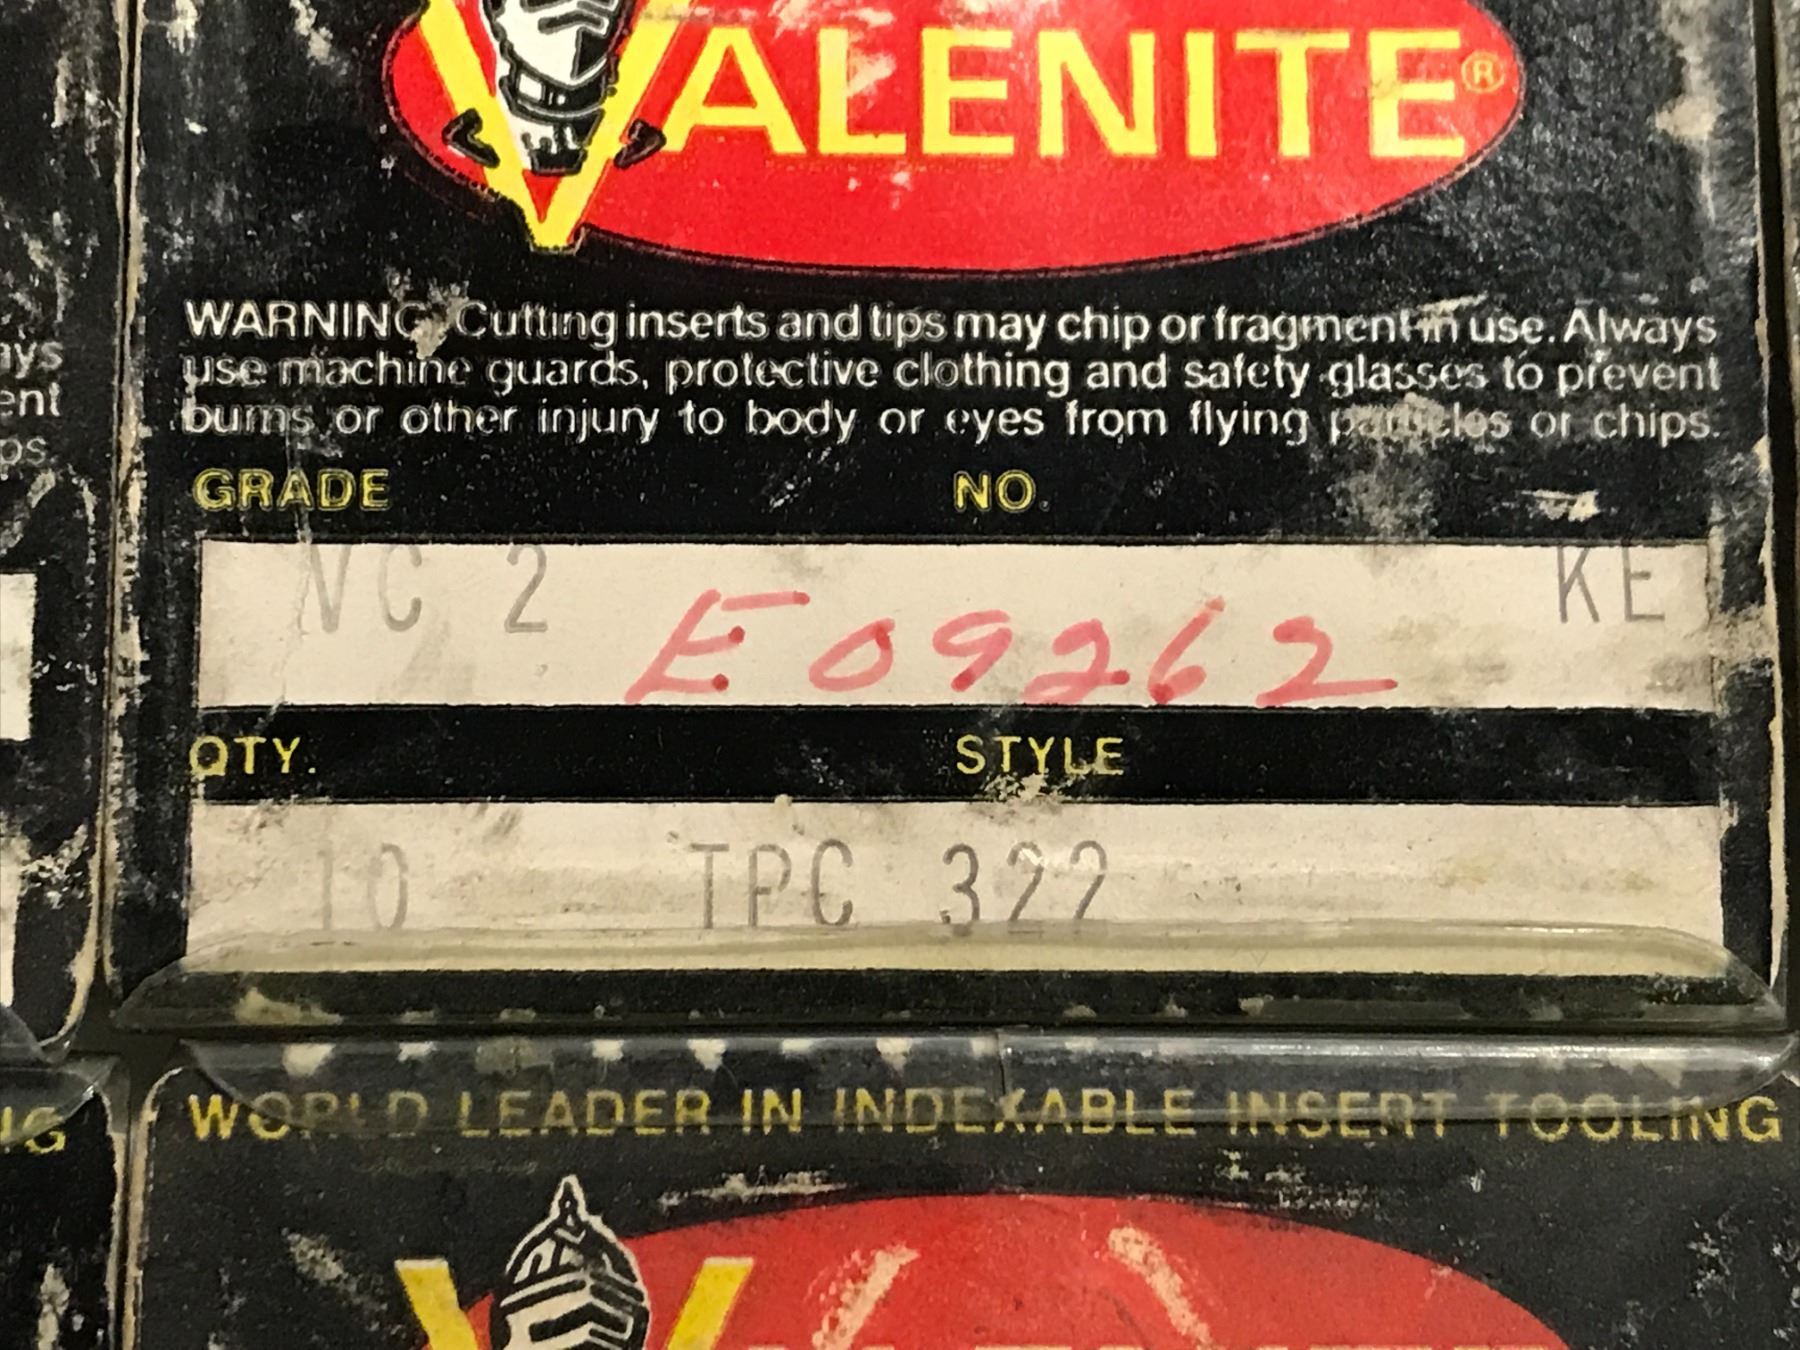 VALENITE®
WARNING: Cutting inserts and tips may chip or fragment in use. Always
use machine guards, protective clothing and safety glasses to prevent
burns or other injury to body or eyes from flying particles or chips.
GRADE NO.
VC 2 KE
E09262
QTY. STYLE
10 TPC 322
WORLD LEADER IN INDEXABLE INSERT TOOLING